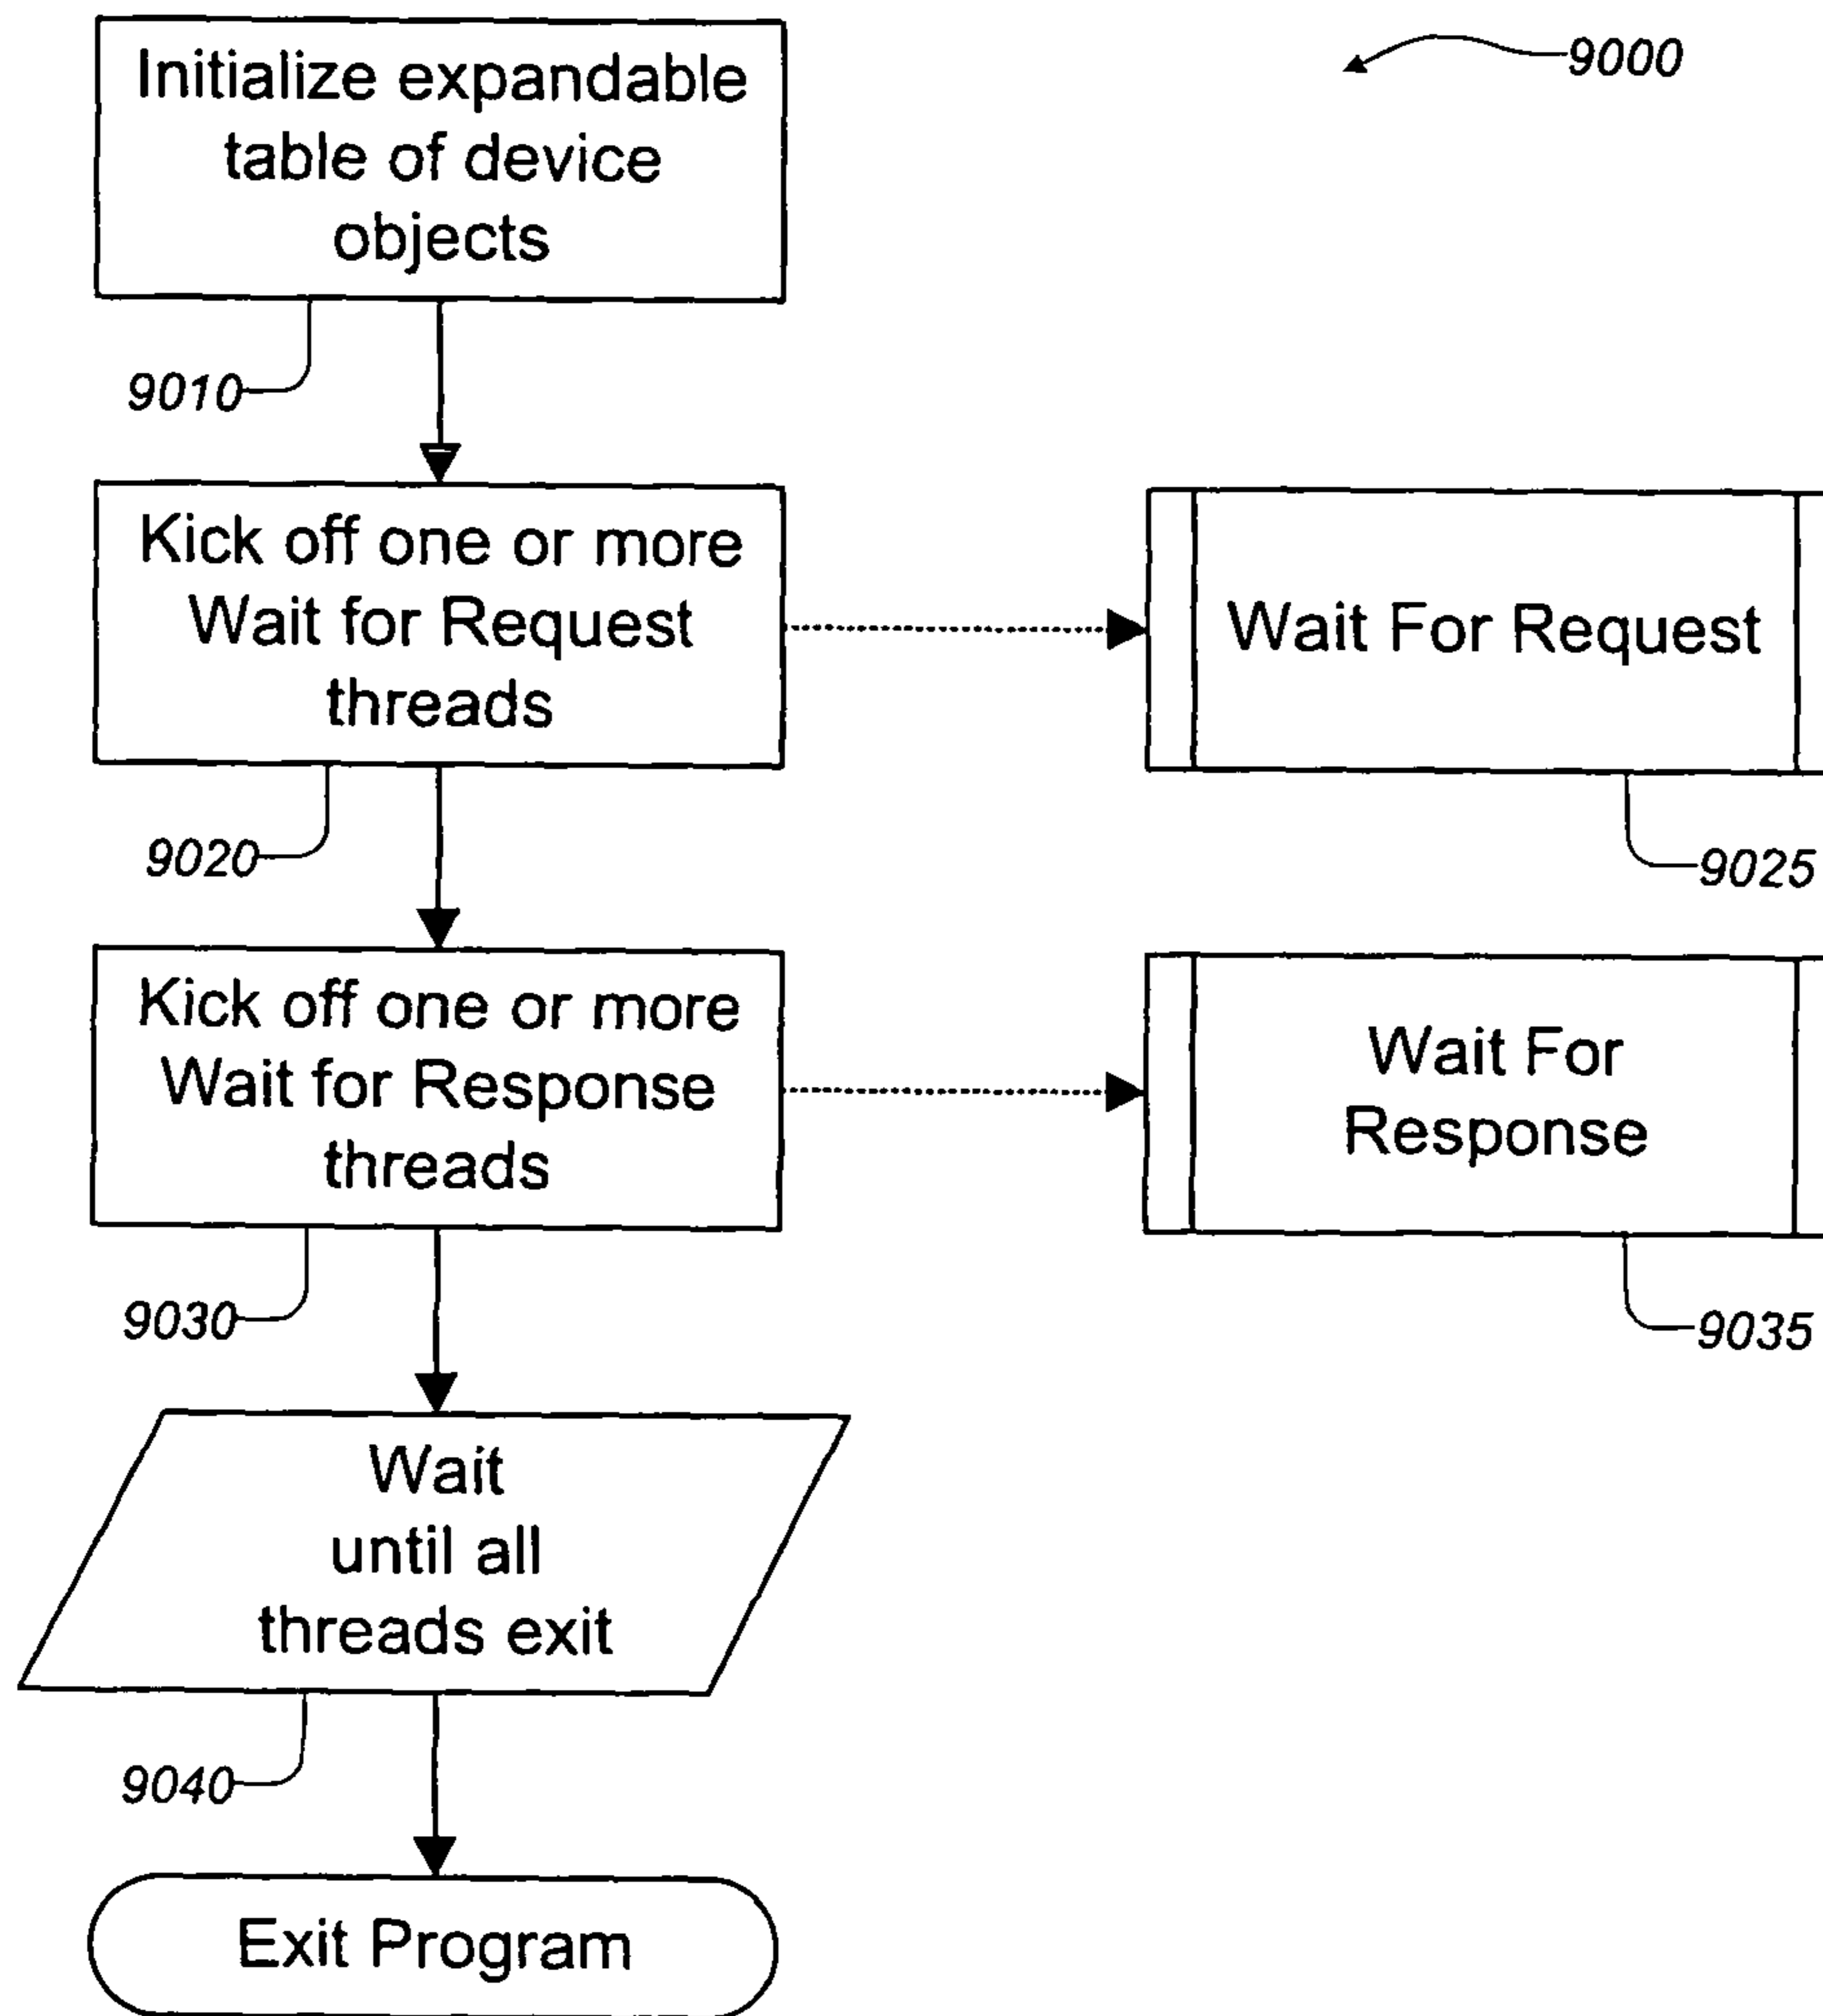 Initialize expandable
table of device
objects
9000
9010
Kick off one or more
Wait for Request
threads
Wait For Request
9020
9025
Kick off one or more
Wait for Response
threads
Wait For
Response
9030
9035
Wait
until all
threads exit
9040
Exit Program